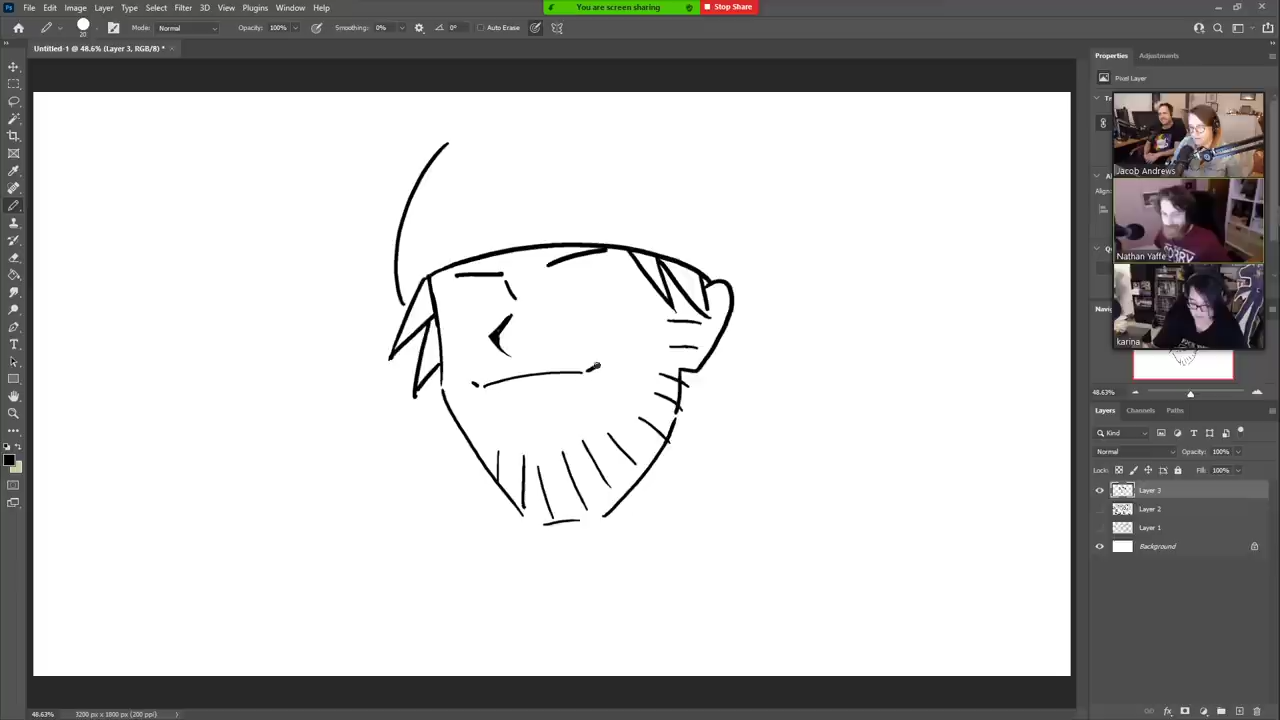 Ps File Edit Image Layer Type Select Filter 3D View Plugins Window Help
You are screen sharing Stop Share
20 Mode: Normal Opacity: 100% Smoothing: 0% 0° Auto Erase
Untitled-1 @ 48.6% (Layer 3, RGB/8) *
Properties Adjustments
Pixel Layer
Jacob Andrews
Nathan Yaffe
karina
48.63%
Layers Channels Paths
Kind
Normal Opacity: 100%
Lock: Fill: 100%
Layer 3
Layer 2
Layer 1
Background
48.63% 3200 px x 1800 px (200 ppi)